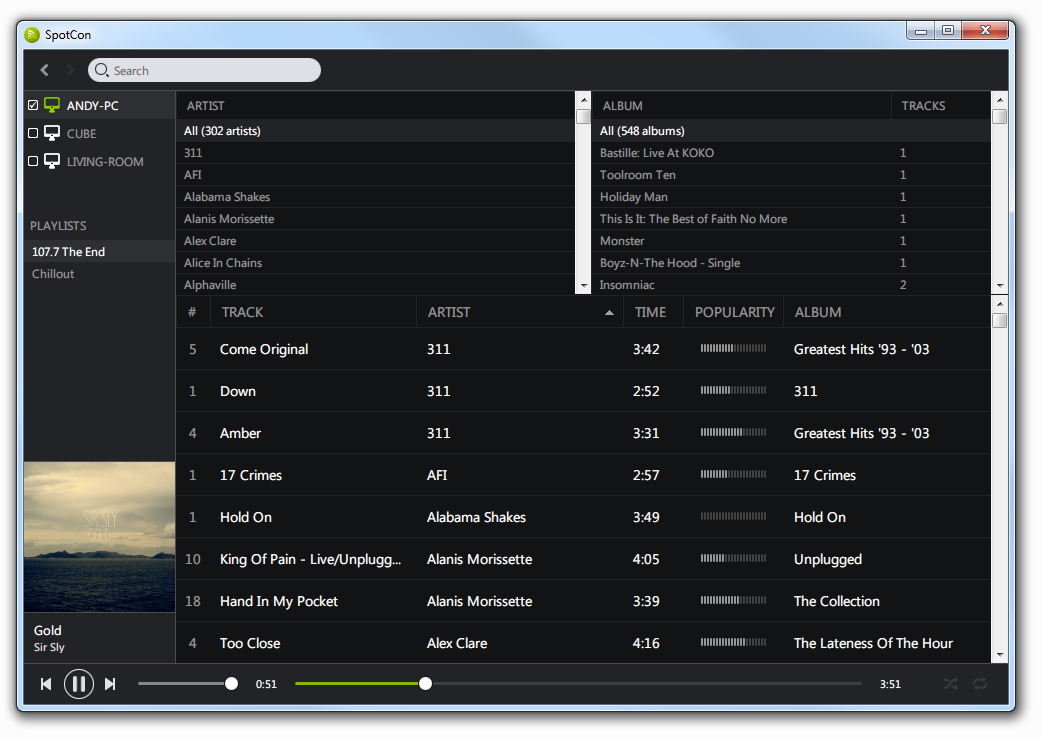 SpotCon
Search
ANDY-PC
CUBE
LIVING-ROOM
PLAYLISTS
107.7 The End
Chillout
ARTIST
All (302 artists)
311
AFI
Alabama Shakes
Alanis Morissette
Alex Clare
Alice In Chains
Alphaville
ALBUM TRACKS
All (548 albums)
Bastille: Live At KOKO 1
Toolroom Ten 1
Holiday Man 1
This Is It: The Best of Faith No More 1
Monster 1
Boyz-N-The Hood - Single 1
Insomniac 2
# TRACK ARTIST TIME POPULARITY ALBUM
5 Come Original 311 3:42 Greatest Hits '93 - '03
1 Down 311 2:52 311
4 Amber 311 3:31 Greatest Hits '93 - '03
1 17 Crimes AFI 2:57 17 Crimes
1 Hold On Alabama Shakes 3:49 Hold On
10 King Of Pain - Live/Unplugg... Alanis Morissette 4:05 Unplugged
18 Hand In My Pocket Alanis Morissette 3:39 The Collection
4 Too Close Alex Clare 4:16 The Lateness Of The Hour
SIR SLY
GOLD
Gold
Sir Sly
0:51 3:51